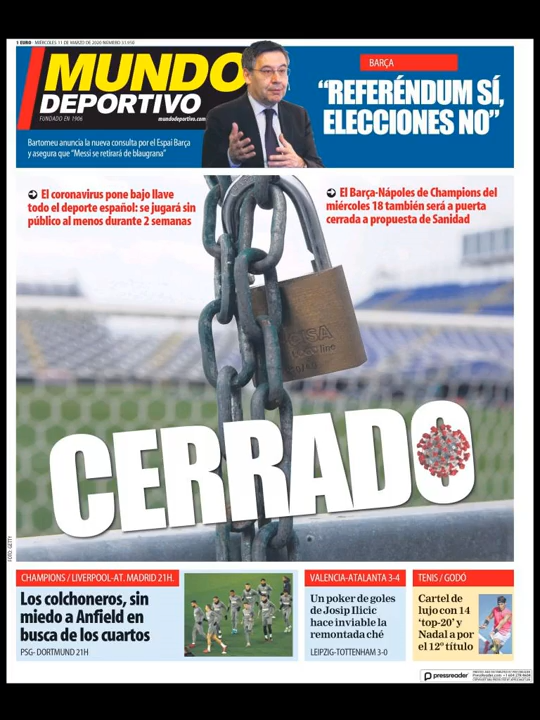 1 EURO - MIÉRCOLES, 11 DE MARZO DE 2020
MUNDO
DEPORTIVO
FUNDADO EN 1906
mundodeportivo.com
Bartomeu anuncia la nueva consulta por el Espai Barça
y asegura que “Messi se retirará de blaugrana”
BARÇA
“REFERÉNDUM SÍ,
ELECCIONES NO”
El coronavirus pone bajo llave
todo el deporte español: se jugará sin
público al menos durante 2 semanas
El Barça-Nápoles de Champions del
miércoles 18 también será a puerta
cerrada a propuesta de Sanidad
CERRADO
FOTO: GETTY
CHAMPIONS / LIVERPOOL-AT. MADRID 21H.
Los colchoneros, sin
miedo a Anfield en
busca de los cuartos
PSG- DORTMUND 21H
VALENCIA-ATALANTA 3-4
Un poker de goles
de Josip Ilicic
hace inviable la
remontada ché
LEIPZIG-TOTTENHAM 3-0
TENIS / GODÓ
Cartel de
lujo con 14
‘top-20’ y
Nadal a por
el 12º título
pressreader